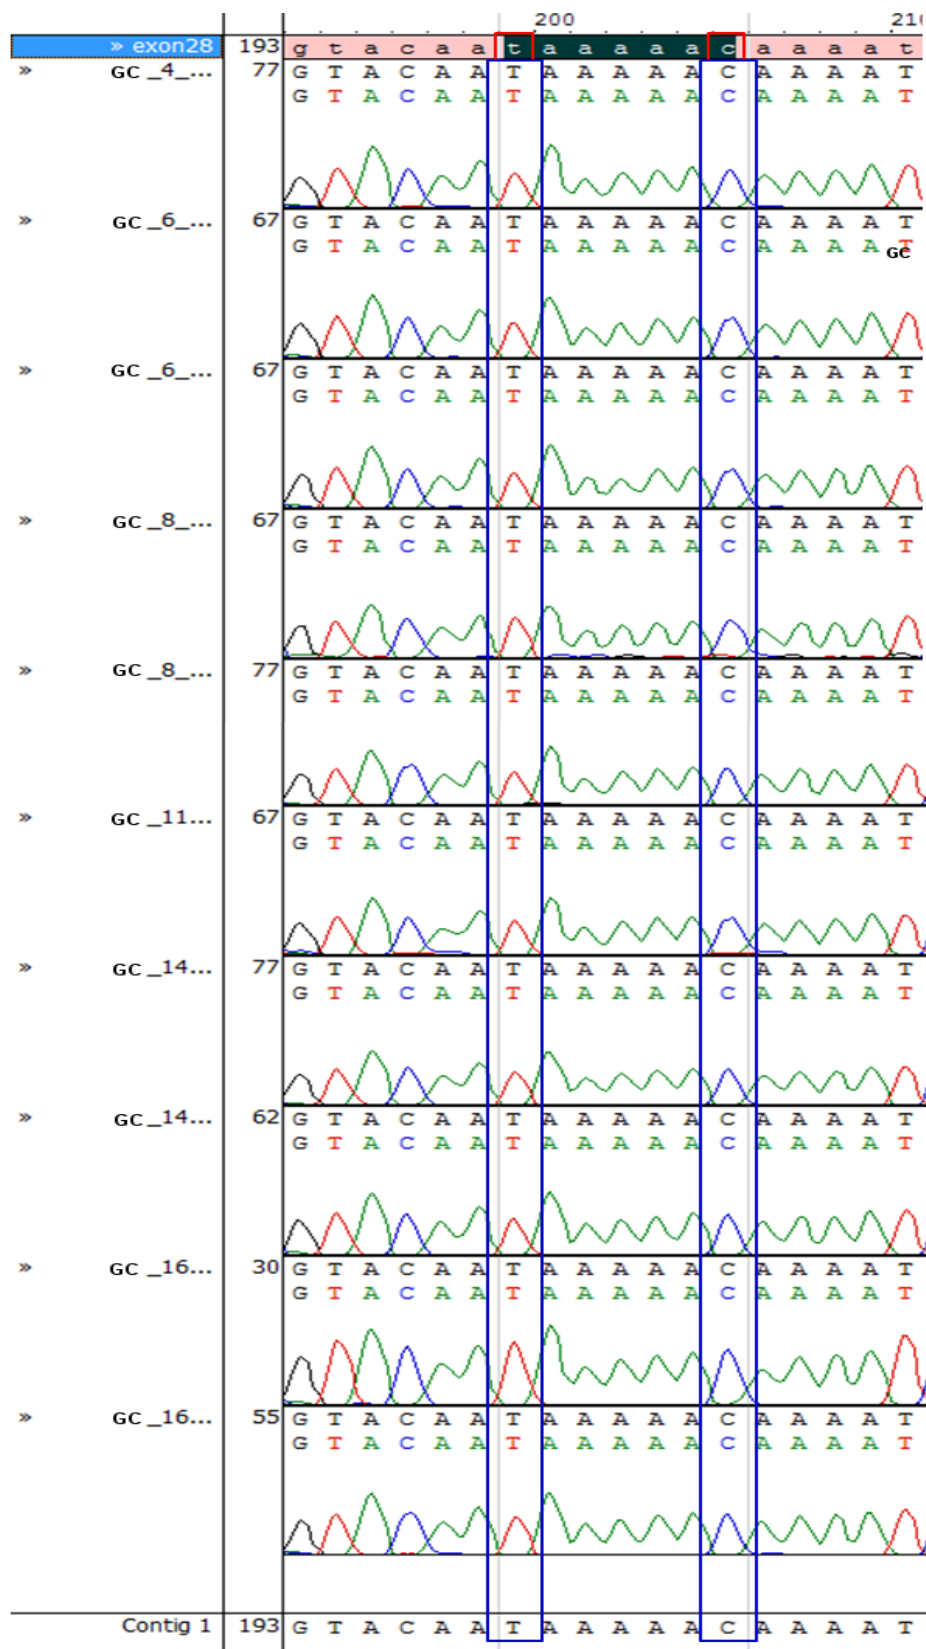 200 21
» exon28 193 g t a c a a t a a a a a c a a a a t
» GC _4_... 77 G T A C A A T A A A A A C A A A A T
G T A C A A T A A A A A C A A A A T
» GC _6_... 67 G T A C A A T A A A A A C A A A A T
G T A C A A T A A A A A C A A A A T
GC
» GC _6_... 67 G T A C A A T A A A A A C A A A A T
G T A C A A T A A A A A C A A A A T
» GC _8_... 67 G T A C A A T A A A A A C A A A A T
G T A C A A T A A A A A C A A A A T
» GC _8_... 77 G T A C A A T A A A A A C A A A A T
G T A C A A T A A A A A C A A A A T
» GC _11... 67 G T A C A A T A A A A A C A A A A T
G T A C A A T A A A A A C A A A A T
» GC _14... 77 G T A C A A T A A A A A C A A A A T
G T A C A A T A A A A A C A A A A T
» GC _14... 62 G T A C A A T A A A A A C A A A A T
G T A C A A T A A A A A C A A A A T
» GC _16... 30 G T A C A A T A A A A A C A A A A T
G T A C A A T A A A A A C A A A A T
» GC _16... 55 G T A C A A T A A A A A C A A A A T
G T A C A A T A A A A A C A A A A T
Contig 1 193 G T A C A A T A A A A A C A A A A T